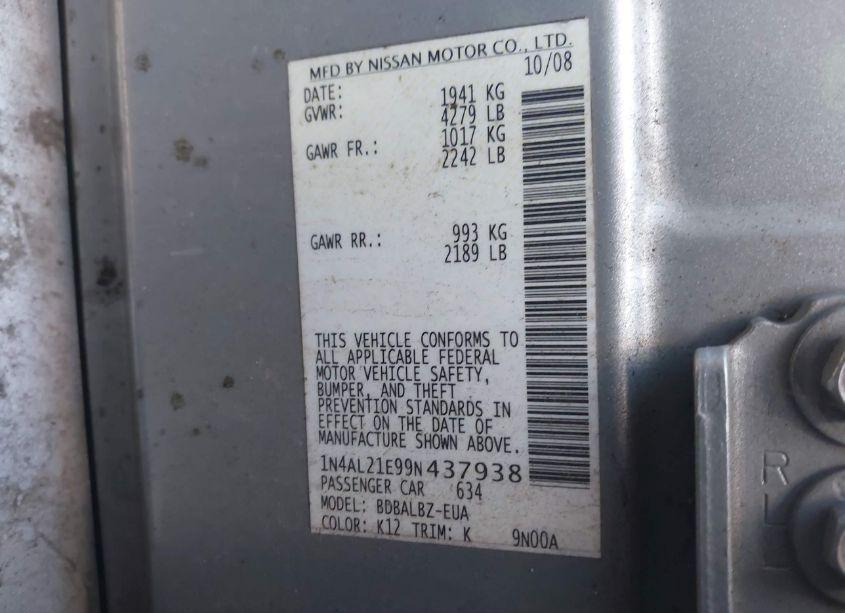 MFD BY NISSAN MOTOR CO., LTD.
10/08
DATE:
GVWR: 1941 KG
4279 LB
GAWR FR.: 1017 KG
2242 LB
GAWR RR.: 993 KG
2189 LB
THIS VEHICLE CONFORMS TO
ALL APPLICABLE FEDERAL
MOTOR VEHICLE SAFETY,
BUMPER, AND THEFT
PREVENTION STANDARDS IN
EFFECT ON THE DATE OF
MANUFACTURE SHOWN ABOVE.
1N4AL21E99N437938
PASSENGER CAR 634
MODEL: BDBALBZ-EUA
COLOR: K12 TRIM: K 9N00A
R
L